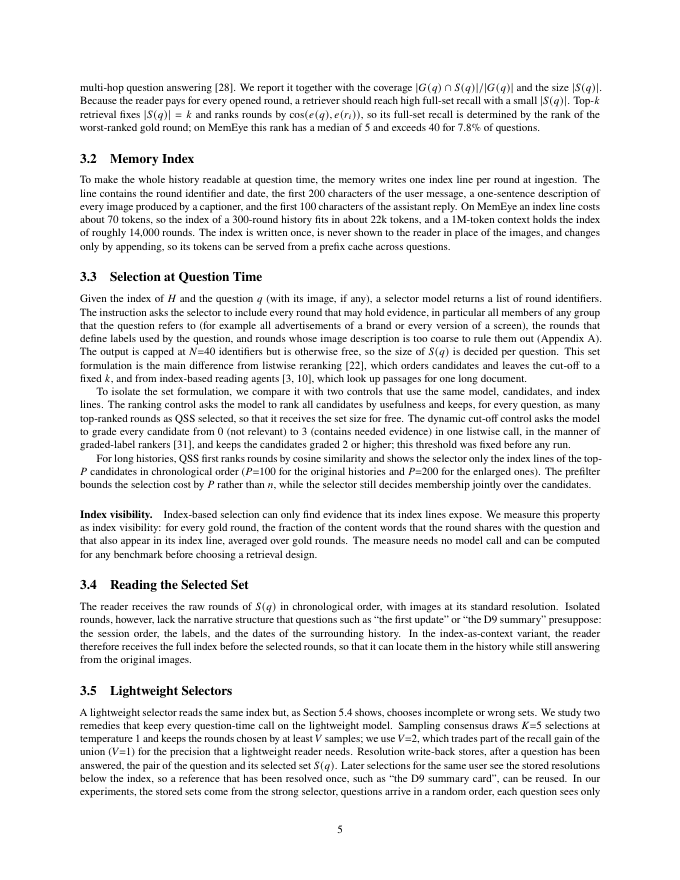 multi-hop question answering [28]. We report it together with the coverage |G(q) ∩ S(q)|/|G(q)| and the size |S(q)|.
Because the reader pays for every opened round, a retriever should reach high full-set recall with a small |S(q)|. Top-k
retrieval fixes |S(q)| = k and ranks rounds by cos(e(q), e(rᵢ)), so its full-set recall is determined by the rank of the
worst-ranked gold round; on MemEye this rank has a median of 5 and exceeds 40 for 7.8% of questions.
3.2 Memory Index
To make the whole history readable at question time, the memory writes one index line per round at ingestion. The
line contains the round identifier and date, the first 200 characters of the user message, a one-sentence description of
every image produced by a captioner, and the first 100 characters of the assistant reply. On MemEye an index line costs
about 70 tokens, so the index of a 300-round history fits in about 22k tokens, and a 1M-token context holds the index
of roughly 14,000 rounds. The index is written once, is never shown to the reader in place of the images, and changes
only by appending, so its tokens can be served from a prefix cache across questions.
3.3 Selection at Question Time
Given the index of H and the question q (with its image, if any), a selector model returns a list of round identifiers.
The instruction asks the selector to include every round that may hold evidence, in particular all members of any group
that the question refers to (for example all advertisements of a brand or every version of a screen), the rounds that
define labels used by the question, and rounds whose image description is too coarse to rule them out (Appendix A).
The output is capped at N=40 identifiers but is otherwise free, so the size of S(q) is decided per question. This set
formulation is the main difference from listwise reranking [22], which orders candidates and leaves the cut-off to a
fixed k, and from index-based reading agents [3, 10], which look up passages for one long document.
To isolate the set formulation, we compare it with two controls that use the same model, candidates, and index
lines. The ranking control asks the model to rank all candidates by usefulness and keeps, for every question, as many
top-ranked rounds as QSS selected, so that it receives the set size for free. The dynamic cut-off control asks the model
to grade every candidate from 0 (not relevant) to 3 (contains needed evidence) in one listwise call, in the manner of
graded-label rankers [31], and keeps the candidates graded 2 or higher; this threshold was fixed before any run.
For long histories, QSS first ranks rounds by cosine similarity and shows the selector only the index lines of the top-
P candidates in chronological order (P=100 for the original histories and P=200 for the enlarged ones). The prefilter
bounds the selection cost by P rather than n, while the selector still decides membership jointly over the candidates.
Index visibility. Index-based selection can only find evidence that its index lines expose. We measure this property
as index visibility: for every gold round, the fraction of the content words that the round shares with the question and
that also appear in its index line, averaged over gold rounds. The measure needs no model call and can be computed
for any benchmark before choosing a retrieval design.
3.4 Reading the Selected Set
The reader receives the raw rounds of S(q) in chronological order, with images at its standard resolution. Isolated
rounds, however, lack the narrative structure that questions such as “the first update” or “the D9 summary” presuppose:
the session order, the labels, and the dates of the surrounding history. In the index-as-context variant, the reader
therefore receives the full index before the selected rounds, so that it can locate them in the history while still answering
from the original images.
3.5 Lightweight Selectors
A lightweight selector reads the same index but, as Section 5.4 shows, chooses incomplete or wrong sets. We study two
remedies that keep every question-time call on the lightweight model. Sampling consensus draws K=5 selections at
temperature 1 and keeps the rounds chosen by at least V samples; we use V=2, which trades part of the recall gain of the
union (V=1) for the precision that a lightweight reader needs. Resolution write-back stores, after a question has been
answered, the pair of the question and its selected set S(q). Later selections for the same user see the stored resolutions
below the index, so a reference that has been resolved once, such as “the D9 summary card”, can be reused. In our
experiments, the stored sets come from the strong selector, questions arrive in a random order, each question sees only
5